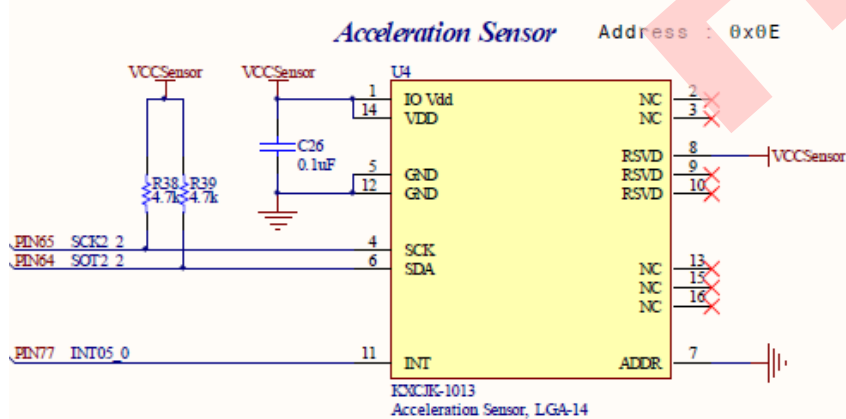 Acceleration Sensor Address : 0x0E
VCCSensor VCCSensor U4
1 IO Vdd NC 2
14 VDD NC 3
C26
0.1uF
RSVD 8 VCCSensor
5 GND RSVD 9
12 GND RSVD 10
R38 R39
4.7k 4.7k
PIN65 SCK2_2 4 SCK
PIN64 SOT2_2 6 SDA NC 13
NC 15
NC 16
PIN77 INT05_0 11 INT ADDR 7
KXCJK-1013
Acceleration Sensor, LGA-14